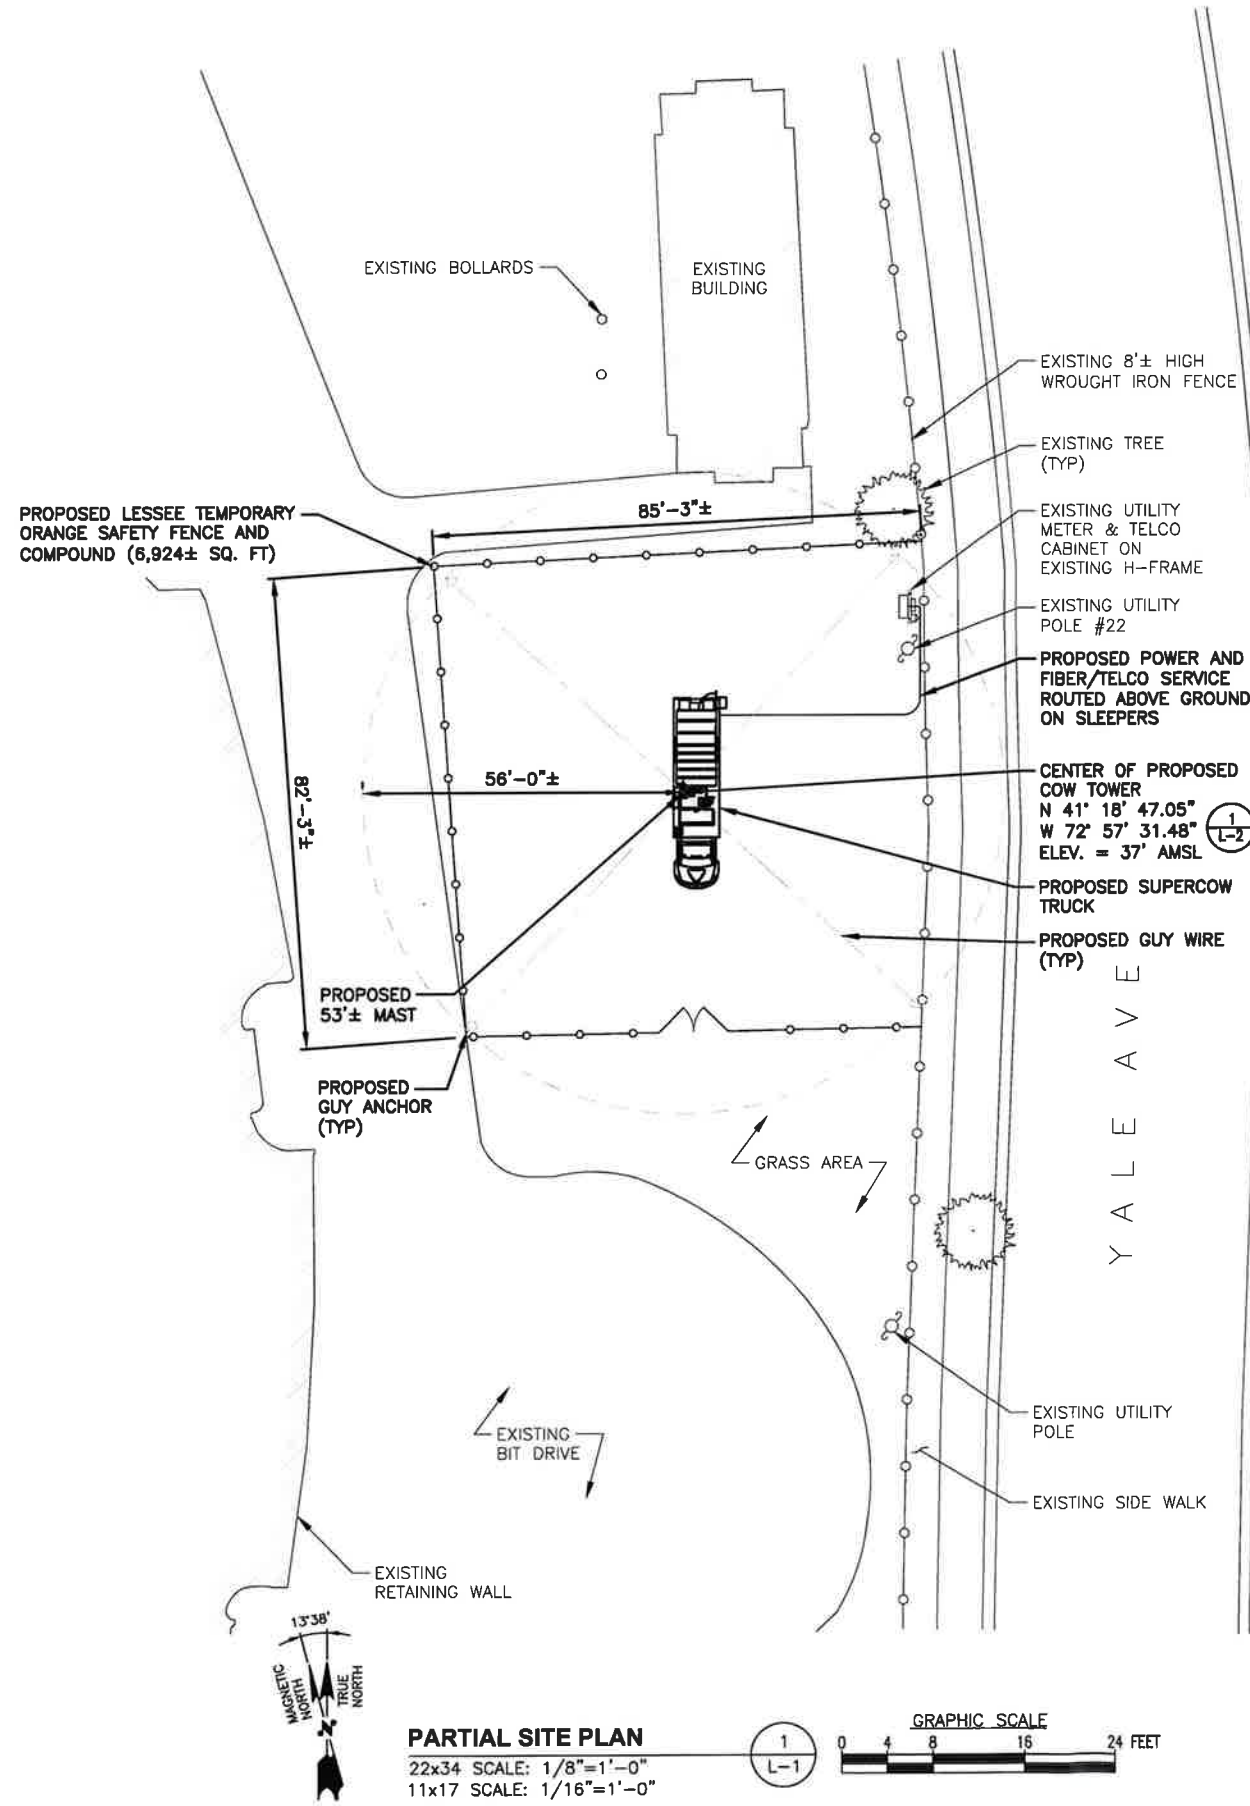 EXISTING BOLLARDS
EXISTING
BUILDING
EXISTING 8'± HIGH
WROUGHT IRON FENCE
EXISTING TREE
(TYP)
PROPOSED LESSEE TEMPORARY
ORANGE SAFETY FENCE AND
COMPOUND (6,924± SQ. FT)
85'-3"±
EXISTING UTILITY
METER & TELCO
CABINET ON
EXISTING H-FRAME
EXISTING UTILITY
POLE #22
PROPOSED POWER AND
FIBER/TELCO SERVICE
ROUTED ABOVE GROUND
ON SLEEPERS
82'-3"±
56'-0"±
CENTER OF PROPOSED
COW TOWER
N 41° 18' 47.05"
W 72° 57' 31.48"
ELEV. = 37' AMSL
1
L-2
PROPOSED SUPERCOW
TRUCK
PROPOSED GUY WIRE
(TYP)
PROPOSED
53'± MAST
PROPOSED
GUY ANCHOR
(TYP)
YALE AVE
GRASS AREA
EXISTING
BIT DRIVE
EXISTING UTILITY
POLE
EXISTING SIDE WALK
EXISTING
RETAINING WALL
13°38'
MAGNETIC
NORTH
TRUE
NORTH
N
PARTIAL SITE PLAN
22x34 SCALE: 1/8"=1'-0"
11x17 SCALE: 1/16"=1'-0"
1
L-1
GRAPHIC SCALE
0 4 8 16 24 FEET